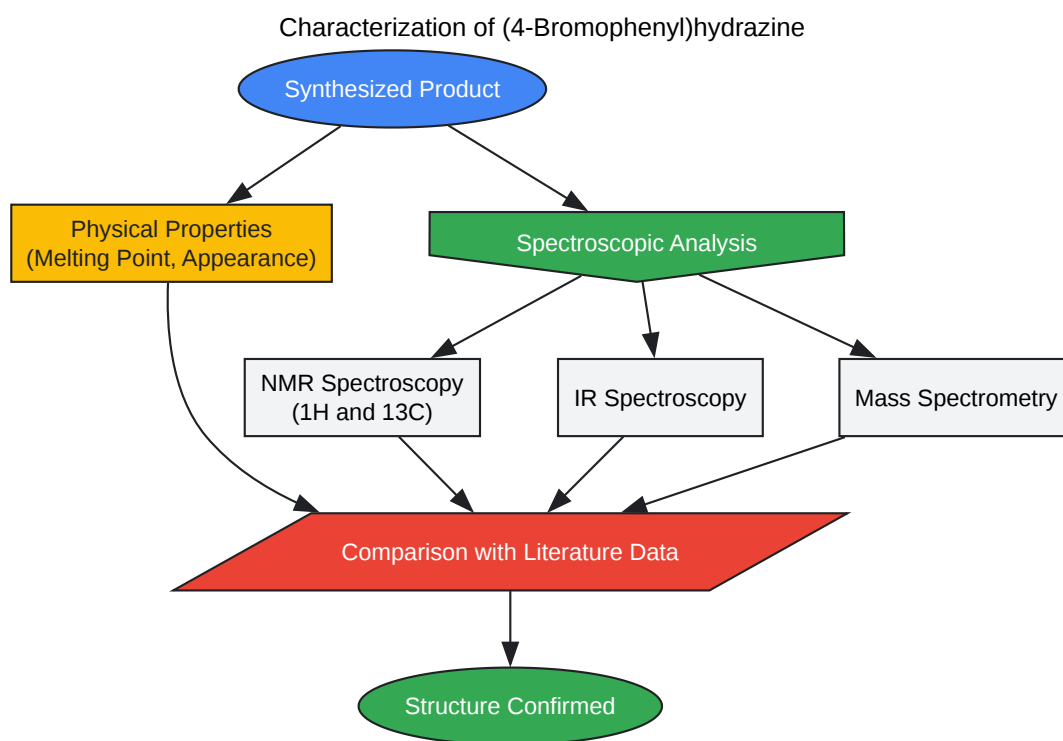 Characterization of (4-Bromophenyl)hydrazine
Synthesized Product
Physical Properties
(Melting Point, Appearance)
Spectroscopic Analysis
NMR Spectroscopy
(1H and 13C)
IR Spectroscopy
Mass Spectrometry
Comparison with Literature Data
Structure Confirmed